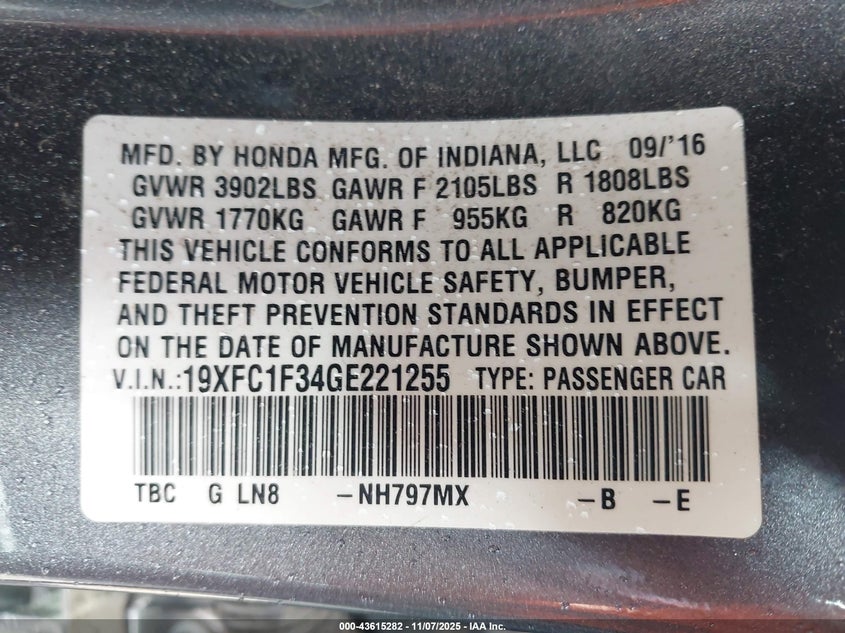 MFD. BY HONDA MFG. OF INDIANA, LLC 09/'16
GVWR 3902LBS GAWR F 2105LBS R 1808LBS
GVWR 1770KG GAWR F 955KG R 820KG
THIS VEHICLE CONFORMS TO ALL APPLICABLE
FEDERAL MOTOR VEHICLE SAFETY, BUMPER,
AND THEFT PREVENTION STANDARDS IN EFFECT
ON THE DATE OF MANUFACTURE SHOWN ABOVE.
V.I.N.:19XFC1F34GE221255 TYPE: PASSENGER CAR
TBC G LN8 -NH797MX -B -E
000-43615282 - 11/07/2025 - IAA Inc.